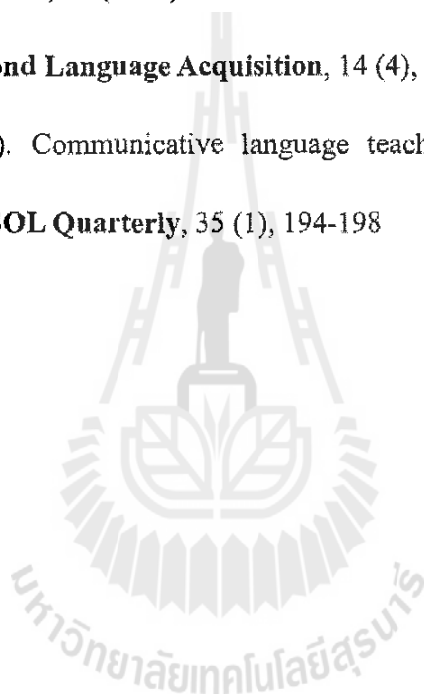 ond Language Acquisition, 14 (4),
). Communicative language teach
SOL Quarterly, 35 (1), 194-198
มหาวิทยาลัยเทคโนโลยีสุรนารี